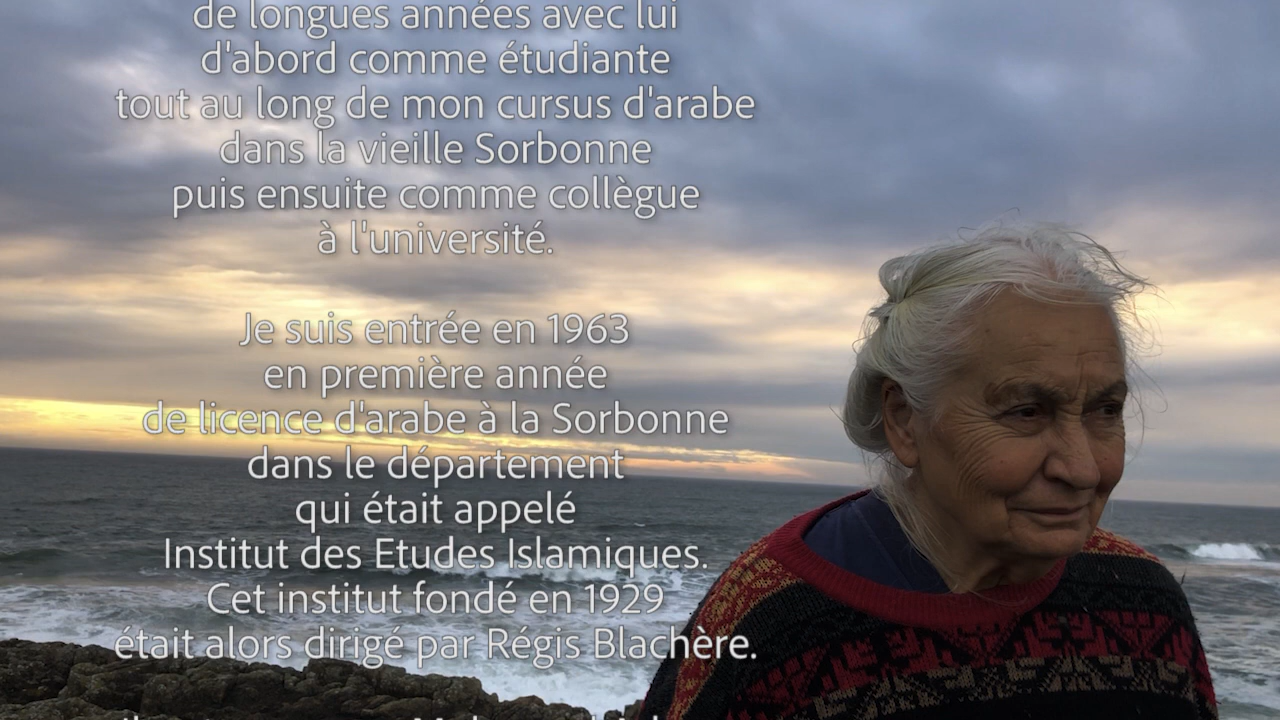 de longues années avec lui
d'abord comme étudiante
tout au long de mon cursus d'arabe
dans la vieille Sorbonne
puis ensuite comme collègue
à l'université.
Je suis entrée en 1963
en première année
de licence d'arabe à la Sorbonne
dans le département
qui était appelé
Institut des Etudes Islamiques.
Cet institut fondé en 1929
était alors dirigé par Régis Blachère.